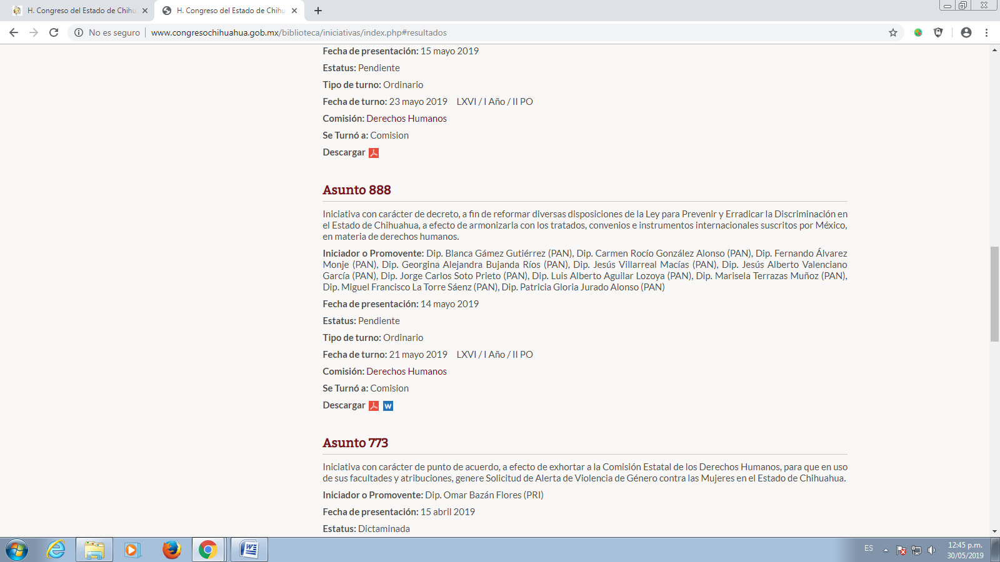 H. Congreso del Estado de Chihu
H. Congreso del Estado de Chihu
No es seguro
www.congresochihuahua.gob.mx/biblioteca/iniciativas/index.php#resultados
Fecha de presentación: 15 mayo 2019
Estatus: Pendiente
Tipo de turno: Ordinario
Fecha de turno: 23 mayo 2019 LXVI / I Año / II PO
Comisión: Derechos Humanos
Se Turnó a: Comision
Descargar
Asunto 888
Iniciativa con carácter de decreto, a fin de reformar diversas disposiciones de la Ley para Prevenir y Erradicar la Discriminación en
el Estado de Chihuahua, a efecto de armonizarla con los tratados, convenios e instrumentos internacionales suscritos por México,
en materia de derechos humanos.
Iniciador o Promovente: Dip. Blanca Gámez Gutiérrez (PAN), Dip. Carmen Rocío González Alonso (PAN), Dip. Fernando Álvarez
Monje (PAN), Dip. Georgina Alejandra Bujanda Ríos (PAN), Dip. Jesús Villarreal Macías (PAN), Dip. Jesús Alberto Valenciano
García (PAN), Dip. Jorge Carlos Soto Prieto (PAN), Dip. Luis Alberto Aguilar Lozoya (PAN), Dip. Marisela Terrazas Muñoz (PAN),
Dip. Miguel Francisco La Torre Sáenz (PAN), Dip. Patricia Gloria Jurado Alonso (PAN)
Fecha de presentación: 14 mayo 2019
Estatus: Pendiente
Tipo de turno: Ordinario
Fecha de turno: 21 mayo 2019 LXVI / I Año / II PO
Comisión: Derechos Humanos
Se Turnó a: Comision
Descargar
Asunto 773
Iniciativa con carácter de punto de acuerdo, a efecto de exhortar a la Comisión Estatal de los Derechos Humanos, para que en uso
de sus facultades y atribuciones, genere Solicitud de Alerta de Violencia de Género contra las Mujeres en el Estado de Chihuahua.
Iniciador o Promovente: Dip. Omar Bazán Flores (PRI)
Fecha de presentación: 15 abril 2019
Estatus: Dictaminada
ES
12:45 p.m.
30/05/2019